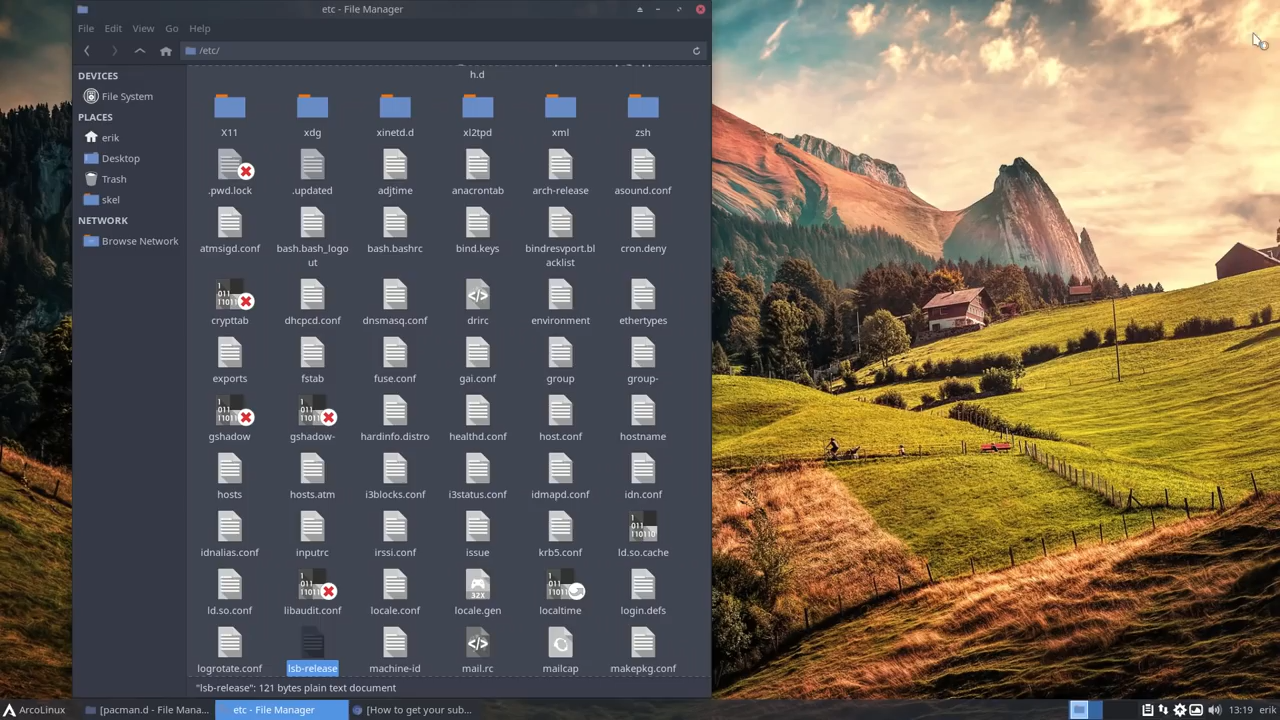 etc - File Manager
File Edit View Go Help
/etc/
DEVICES
File System
PLACES
erik
Desktop
Trash
skel
NETWORK
Browse Network
h.d
X11 xdg xinetd.d xl2tpd xml zsh
.pwd.lock .updated adjtime anacrontab arch-release asound.conf
atmsigd.conf bash.bash_logo bash.bashrc bind.keys bindresvport.bl cron.deny
ut acklist
crypttab dhcpcd.conf dnsmasq.conf drirc environment ethertypes
exports fstab fuse.conf gai.conf group group-
gshadow gshadow- hardinfo.distro healthd.conf host.conf hostname
hosts hosts.atm i3blocks.conf i3status.conf idmapd.conf idn.conf
idnalias.conf inputrc irssi.conf issue krb5.conf ld.so.cache
ld.so.conf libaudit.conf locale.conf locale.gen localtime login.defs
logrotate.conf lsb-release machine-id mail.rc mailcap makepkg.conf
"lsb-release": 121 bytes plain text document
ArcoLinux [pacman.d - File Mana... etc - File Manager [How to get your sub... 13:19 erik